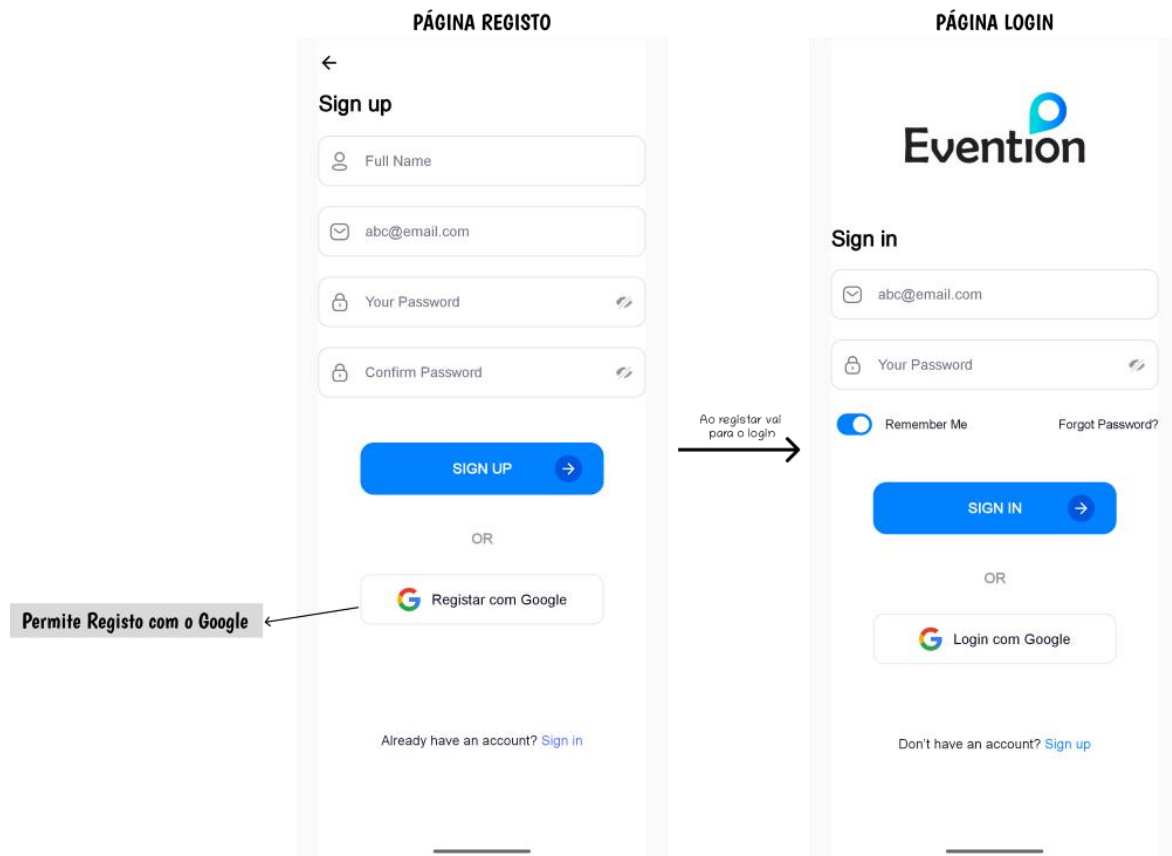 PÁGINA REGISTO
Sign up
Full Name
abc@email.com
Your Password
Confirm Password
SIGN UP
OR
Registar com Google
Already have an account? Sign in
Permite Registo com o Google
Ao registar vai
para o login
PÁGINA LOGIN
Evention
Sign in
abc@email.com
Your Password
Remember Me
Forgot Password?
SIGN IN
OR
Login com Google
Don't have an account? Sign up